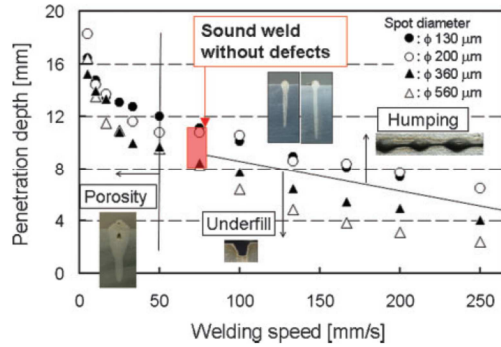 Spot diameter
● : φ 130 μm
○ : φ 200 μm
▲ : φ 360 μm
△ : φ 560 μm
Sound weld
without defects
Humping
Porosity
Underfill
Penetration depth [mm]
20
16
12
8
4
0
0 50 100 150 200 250
Welding speed [mm/s]